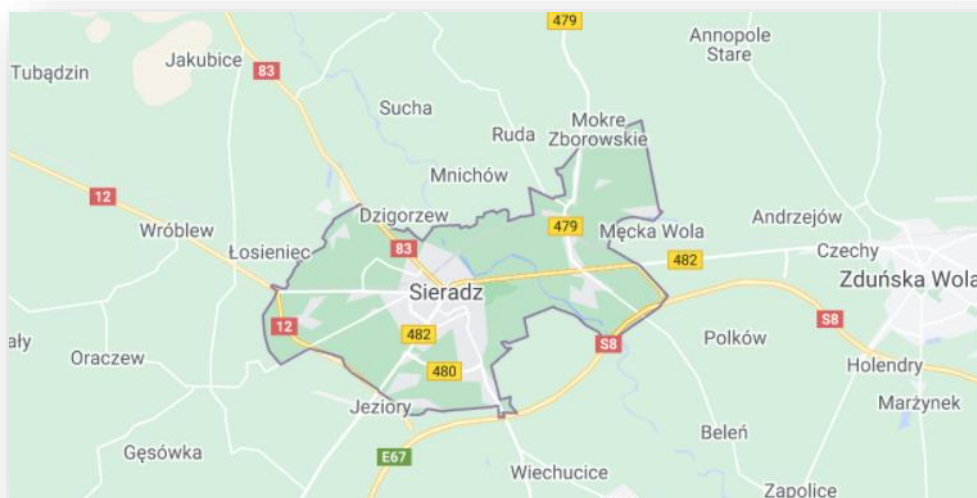 479
Annopole
Stare
Jakubice
83
Tubądzin
Sucha
Mokre
Zborowskie
Ruda
Mnichów
12
Dzigorzew
Wróblew
479
Męcka Wola
Andrzejów
Łosieniec
83
482
Czechy
Zduńska Wola
Sieradz
12
482
S8
S8
ały
Oraczew
480
Polków
Holendry
Jeziory
Marżynek
Gęsówka
E67
Beleń
Wiechucice
Zapolice